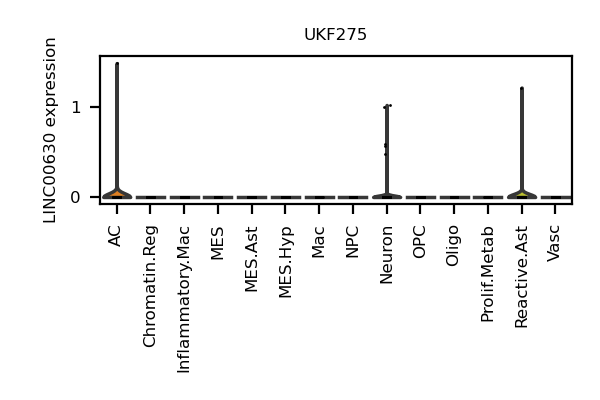 UKF275
LINC00630 expression
1
0
AC
Chromatin.Reg
Inflammatory.Mac
MES
MES.Ast
MES.Hyp
Mac
NPC
Neuron
OPC
Oligo
Prolif.Metab
Reactive.Ast
Vasc